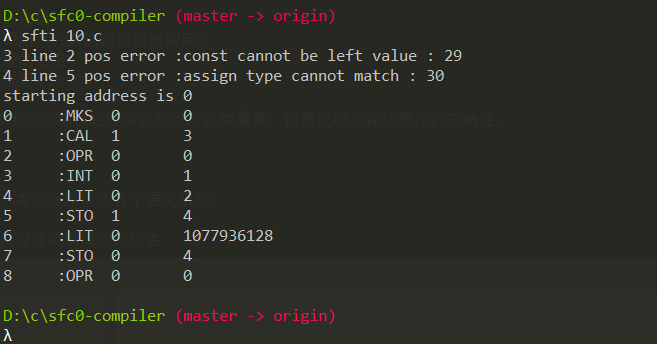 D:\c\sfc0-compiler (master -> origin)
λ sfti 10.c
3 line 2 pos error :const cannot be left value : 29
4 line 5 pos error :assign type cannot match : 30
starting address is 0
0 :MKS 0 0
1 :CAL 1 3
2 :OPR 0 0
3 :INT 0 1
4 :LIT 0 2
5 :STO 1 4
6 :LIT 0 1077936128
7 :STO 0 4
8 :OPR 0 0
D:\c\sfc0-compiler (master -> origin)
λ